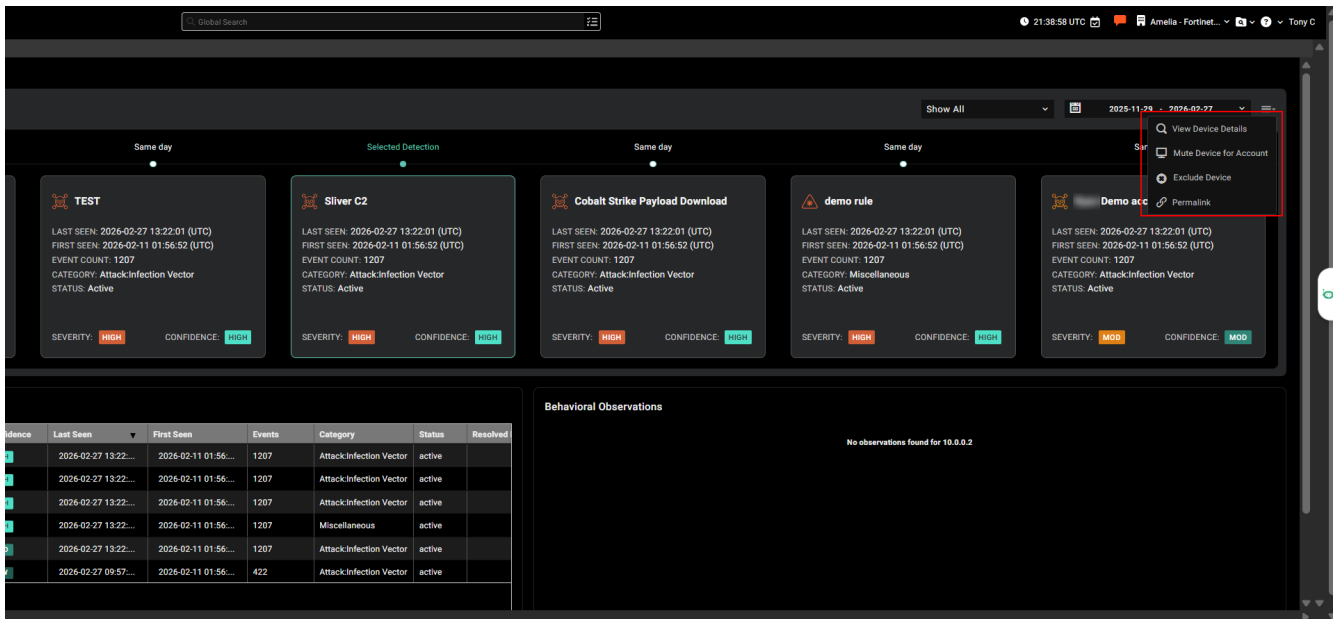 Global Search
21:38:58 UTC
Amelia - Fortinet...
Tony C
Show All
2025-11-29 - 2026-02-27
View Device Details
Mute Device for Account
Exclude Device
Permalink
Same day
Selected Detection
Same day
Same day
TEST
LAST SEEN: 2026-02-27 13:22:01 (UTC)
FIRST SEEN: 2026-02-11 01:56:52 (UTC)
EVENT COUNT: 1207
CATEGORY: Attack:Infection Vector
STATUS: Active
SEVERITY: HIGH CONFIDENCE: HIGH
Sliver C2
LAST SEEN: 2026-02-27 13:22:01 (UTC)
FIRST SEEN: 2026-02-11 01:56:52 (UTC)
EVENT COUNT: 1207
CATEGORY: Attack:Infection Vector
STATUS: Active
SEVERITY: HIGH CONFIDENCE: HIGH
Cobalt Strike Payload Download
LAST SEEN: 2026-02-27 13:22:01 (UTC)
FIRST SEEN: 2026-02-11 01:56:52 (UTC)
EVENT COUNT: 1207
CATEGORY: Attack:Infection Vector
STATUS: Active
SEVERITY: HIGH CONFIDENCE: HIGH
demo rule
LAST SEEN: 2026-02-27 13:22:01 (UTC)
FIRST SEEN: 2026-02-11 01:56:52 (UTC)
EVENT COUNT: 1207
CATEGORY: Miscellaneous
STATUS: Active
SEVERITY: HIGH CONFIDENCE: HIGH
Demo acc
LAST SEEN: 2026-02-27 13:22:01 (UTC)
FIRST SEEN: 2026-02-11 01:56:52 (UTC)
EVENT COUNT: 1207
CATEGORY: Attack:Infection Vector
STATUS: Active
SEVERITY: MOD CONFIDENCE: MOD
idence Last Seen First Seen Events Category Status Resolved
2026-02-27 13:22:... 2026-02-11 01:56:... 1207 Attack:Infection Vector active
2026-02-27 13:22:... 2026-02-11 01:56:... 1207 Attack:Infection Vector active
2026-02-27 13:22:... 2026-02-11 01:56:... 1207 Attack:Infection Vector active
2026-02-27 13:22:... 2026-02-11 01:56:... 1207 Miscellaneous active
2026-02-27 13:22:... 2026-02-11 01:56:... 1207 Attack:Infection Vector active
2026-02-27 09:57:... 2026-02-11 01:56:... 422 Attack:Infection Vector active
Behavioral Observations
No observations found for 10.0.0.2